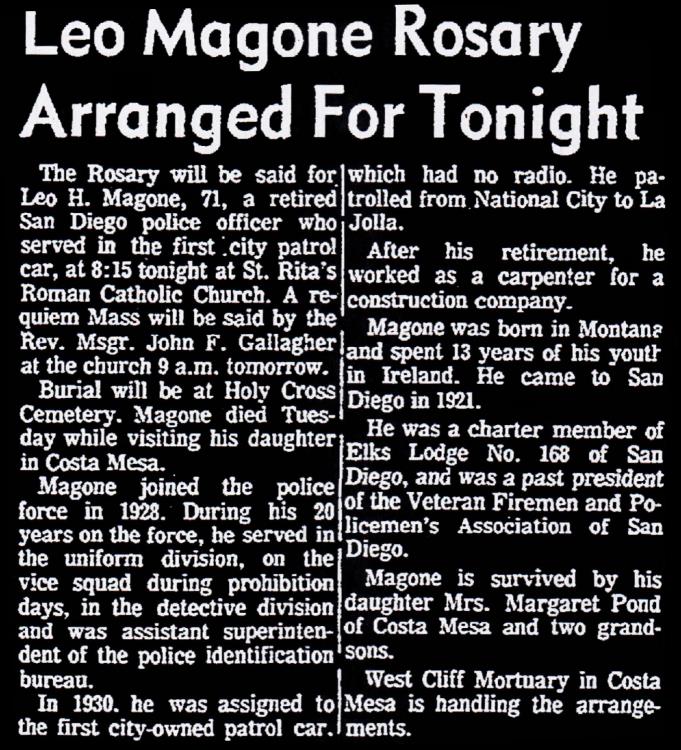 Leo Magone Rosary
Arranged For Tonight
The Rosary will be said for
Leo H. Magone, 71, a retired
San Diego police officer who
served in the first city patrol
car, at 8:15 tonight at St. Rita's
Roman Catholic Church. A re-
quiem Mass will be said by the
Rev. Msgr. John F. Gallagher
at the church 9 a.m. tomorrow.
Burial will be at Holy Cross
Cemetery. Magone died Tues-
day while visiting his daughter
in Costa Mesa.
Magone joined the police
force in 1928. During his 20
years on the force, he served in
the uniform division, on the
vice squad during prohibition
days, in the detective division
and was assistant superinten-
dent of the police identification
bureau.
In 1930. he was assigned to
the first city-owned patrol car.
which had no radio. He pa-
trolled from National City to La
Jolla.
After his retirement, he
worked as a carpenter for a
construction company.
Magone was born in Montana
and spent 13 years of his youth
in Ireland. He came to San
Diego in 1921.
He was a charter member of
Elks Lodge No. 168 of San
Diego, and was a past president
of the Veteran Firemen and Po-
licemen's Association of San
Diego.
Magone is survived by his
daughter Mrs. Margaret Pond
of Costa Mesa and two grand-
sons.
West Cliff Mortuary in Costa
Mesa is handling the arrange-
ments.